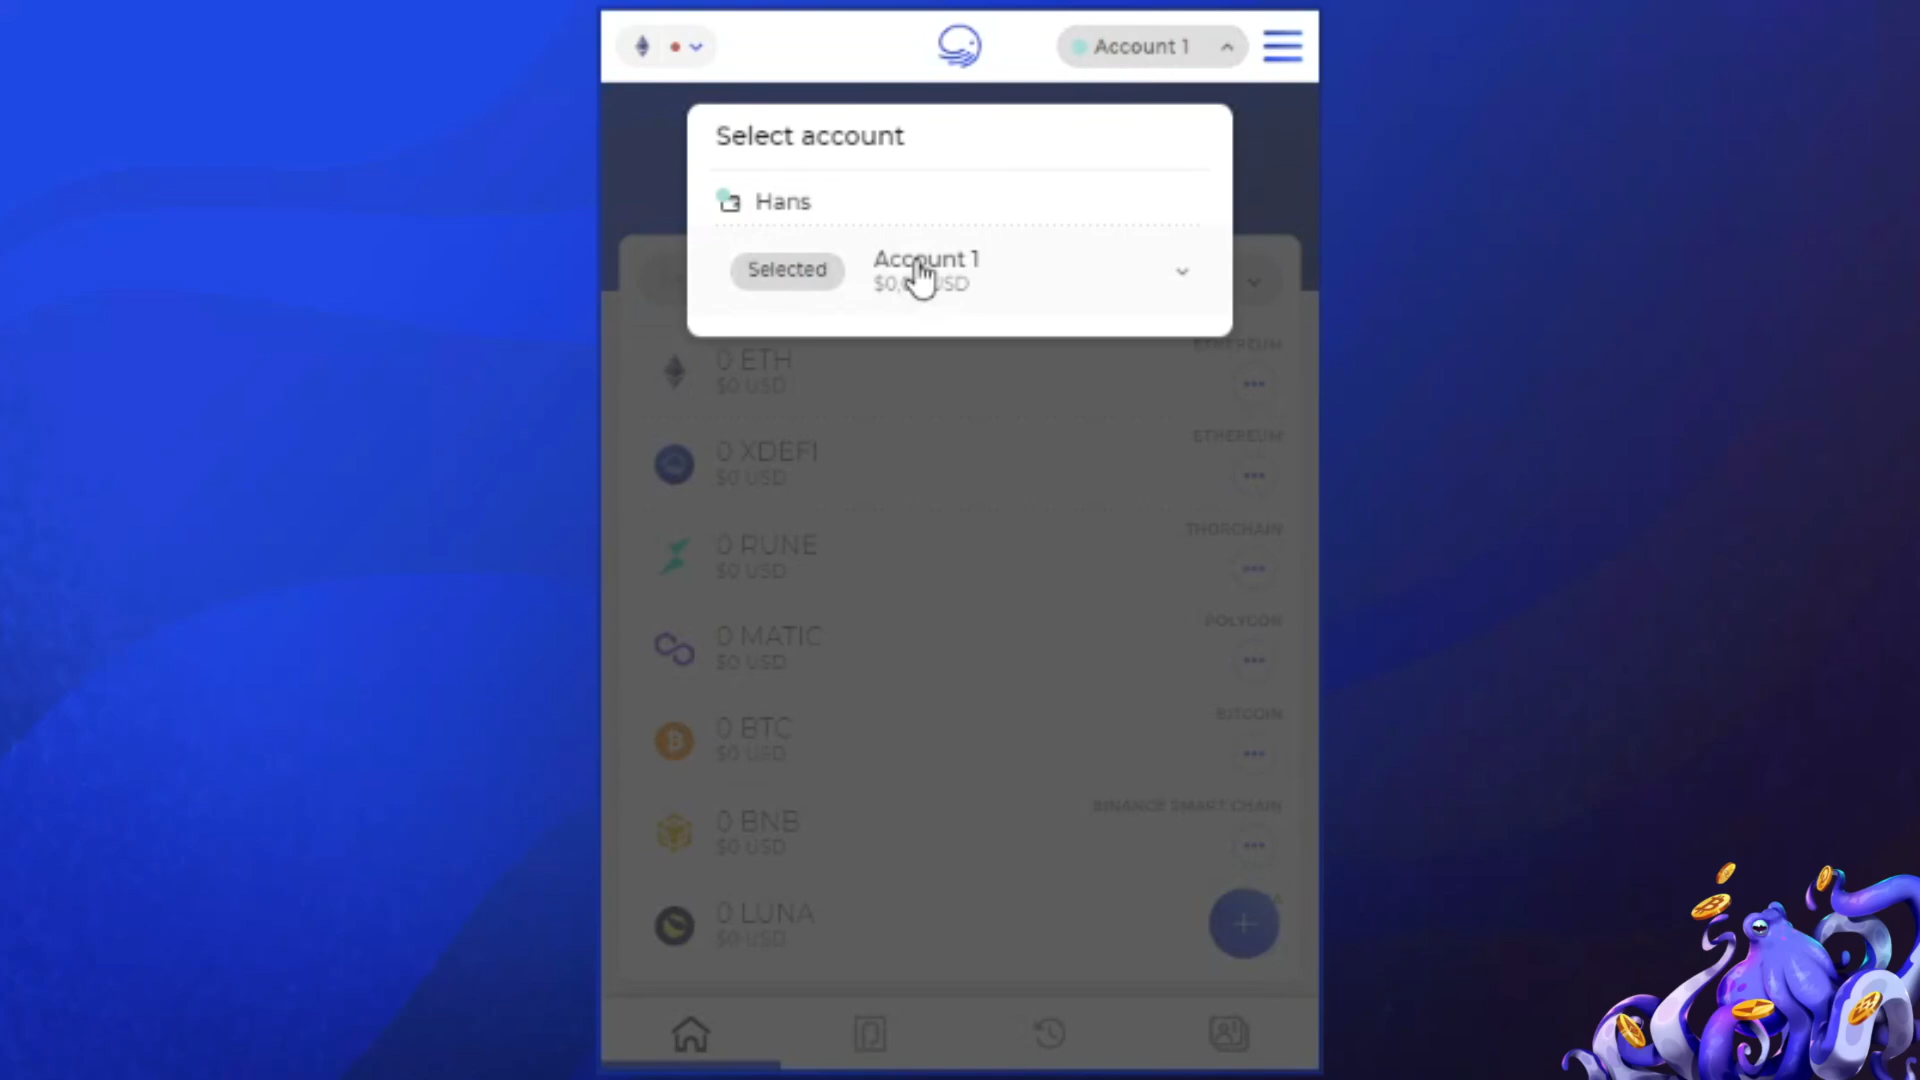 Account 1
Select account
Hans
Selected
Account 1
USD
ETHEREUM
0 ETH
$0 USD
ETHEREUM
0 XDEFI
$0 USD
THORCHAIN
0 RUNE
$0 USD
POLYGON
0 MATIC
$0 USD
BITCOIN
0 BTC
$0 USD
BINANCE SMART CHAIN
0 BNB
$0 USD
0 LUNA
$0 USD